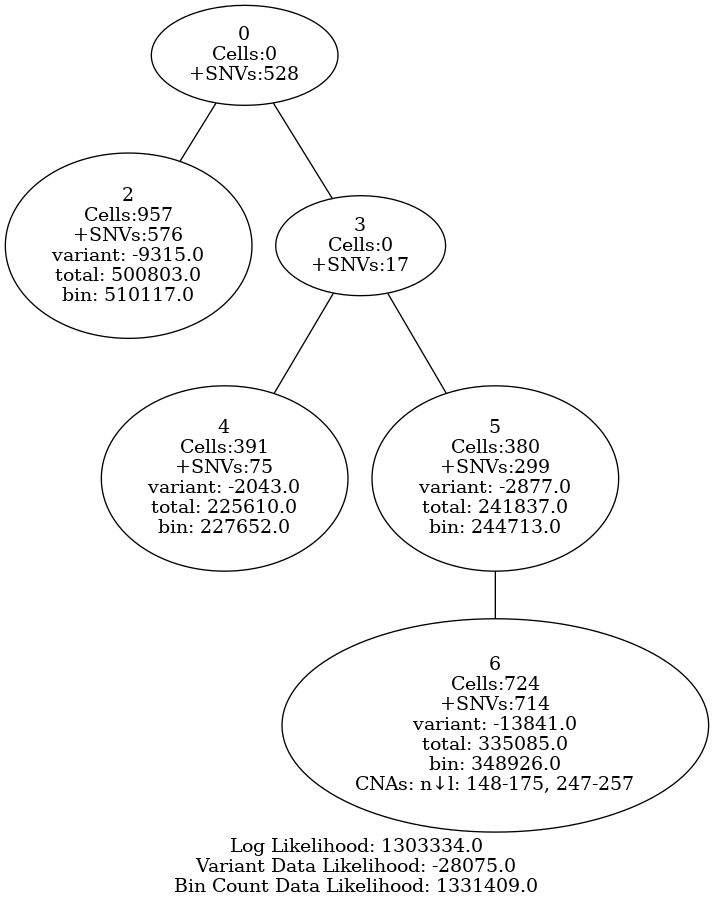 0
Cells:0
+SNVs:528
2
Cells:957
+SNVs:576
variant: -9315.0
total: 500803.0
bin: 510117.0
3
Cells:0
+SNVs:17
4
Cells:391
+SNVs:75
variant: -2043.0
total: 225610.0
bin: 227652.0
5
Cells:380
+SNVs:299
variant: -2877.0
total: 241837.0
bin: 244713.0
6
Cells:724
+SNVs:714
variant: -13841.0
total: 335085.0
bin: 348926.0
CNAs: n↓l: 148-175, 247-257
Log Likelihood: 1303334.0
Variant Data Likelihood: -28075.0
Bin Count Data Likelihood: 1331409.0